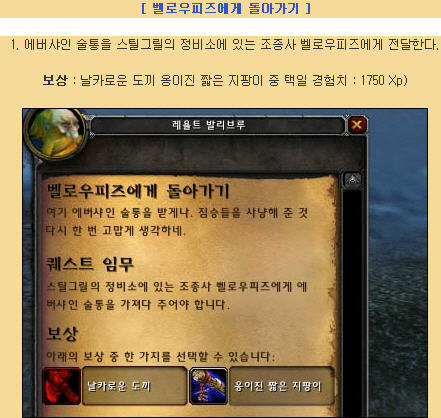 [ 벨로우피즈에게 돌아가기 ]
1. 에버샤인 술통을 스틸그릴의 정비소에 있는 조종사 벨로우피즈에게 전달한다.
보상 : 날카로운 도끼 옹이진 짧은 지팡이 중 택일 경험치 : 1750 Xp)
레율트 발리브루
벨로우피즈에게 돌아가기
여기 에버샤인 술통을 받게나. 짐승들을 사냥해 준 것
다시 한 번 고맙게 생각하네.
퀘스트 임무
스틸그릴의 정비소에 있는 조종사 벨로우피즈에게 에
버샤인 술통을 가져다 주어야 합니다.
보상
아래의 보상 중 한 가지를 선택할 수 있습니다:
날카로운 도끼
옹이진 짧은 지팡이